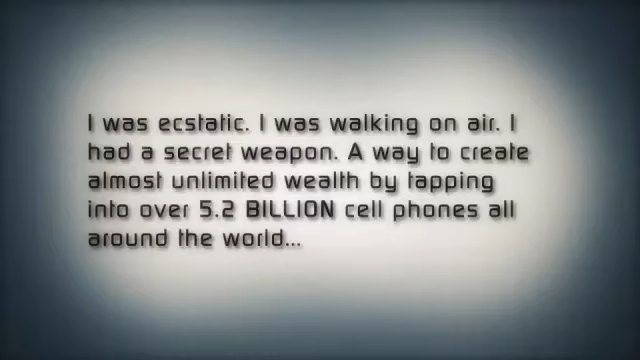 I was ecstatic. I was walking on air. I
had a secret weapon. A way to create
almost unlimited wealth by tapping
into over 5.2 BILLION cell phones all
around the world...